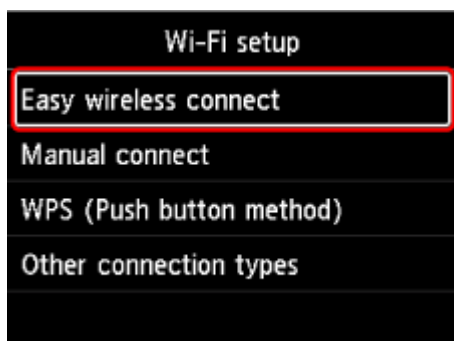 Wi-Fi setup
Easy wireless connect
Manual connect
WPS (Push button method)
Other connection types